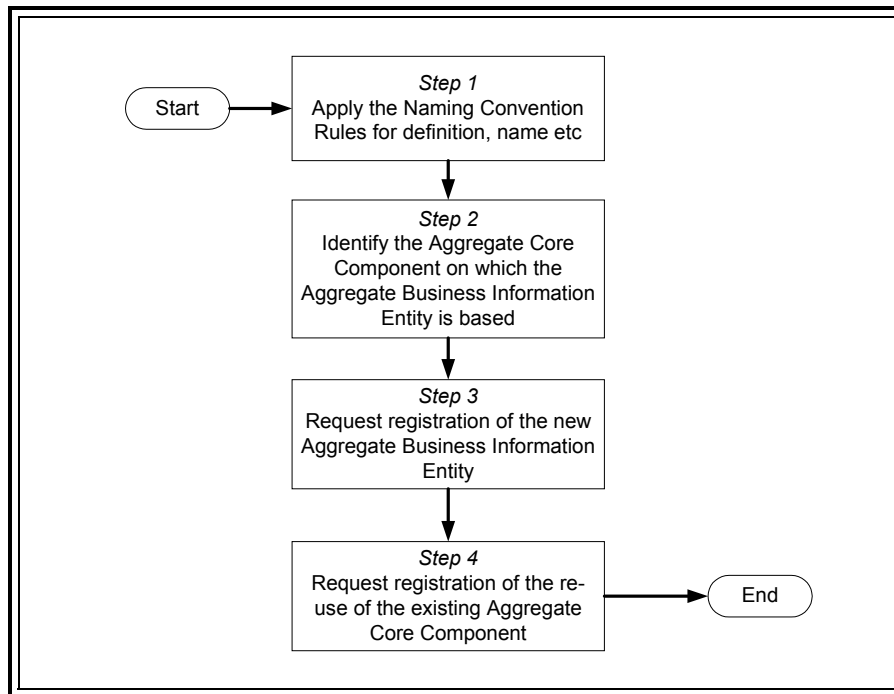 Start
Step 1
Apply the Naming Convention
Rules for definition, name etc
Step 2
Identify the Aggregate Core
Component on which the
Aggregate Business Information
Entity is based
Step 3
Request registration of the new
Aggregate Business Information
Entity
Step 4
Request registration of the re-
use of the existing Aggregate
Core Component
End